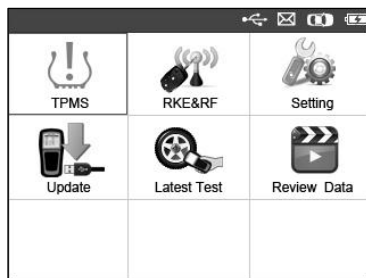 TPMS
RKE&RF
Setting
Update
Latest Test
Review Data